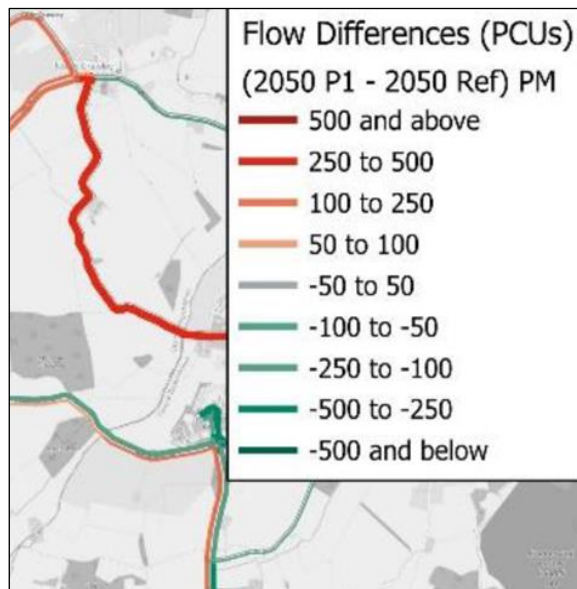 Flow Differences (PCUs)
(2050 P1 - 2050 Ref) PM
500 and above
250 to 500
100 to 250
50 to 100
-50 to 50
-100 to -50
-250 to -100
-500 to -250
-500 and below